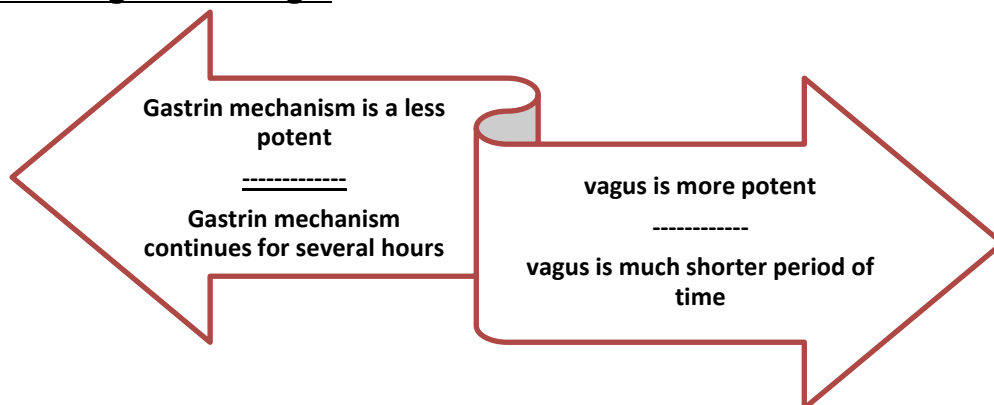 Gastrin mechanism is a less
potent
-------------
Gastrin mechanism
continues for several hours
vagus is more potent
------------
vagus is much shorter period of
time